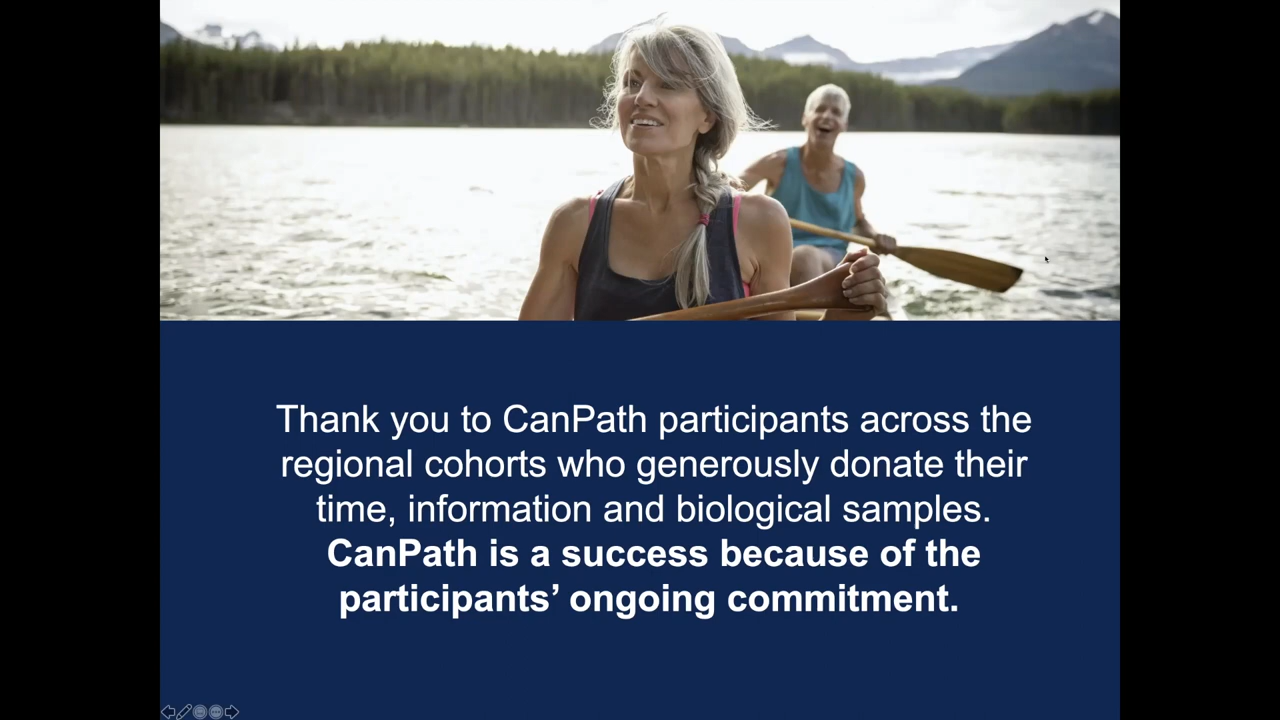 Thank you to CanPath participants across the
regional cohorts who generously donate their
time, information and biological samples.
CanPath is a success because of the
participants’ ongoing commitment.